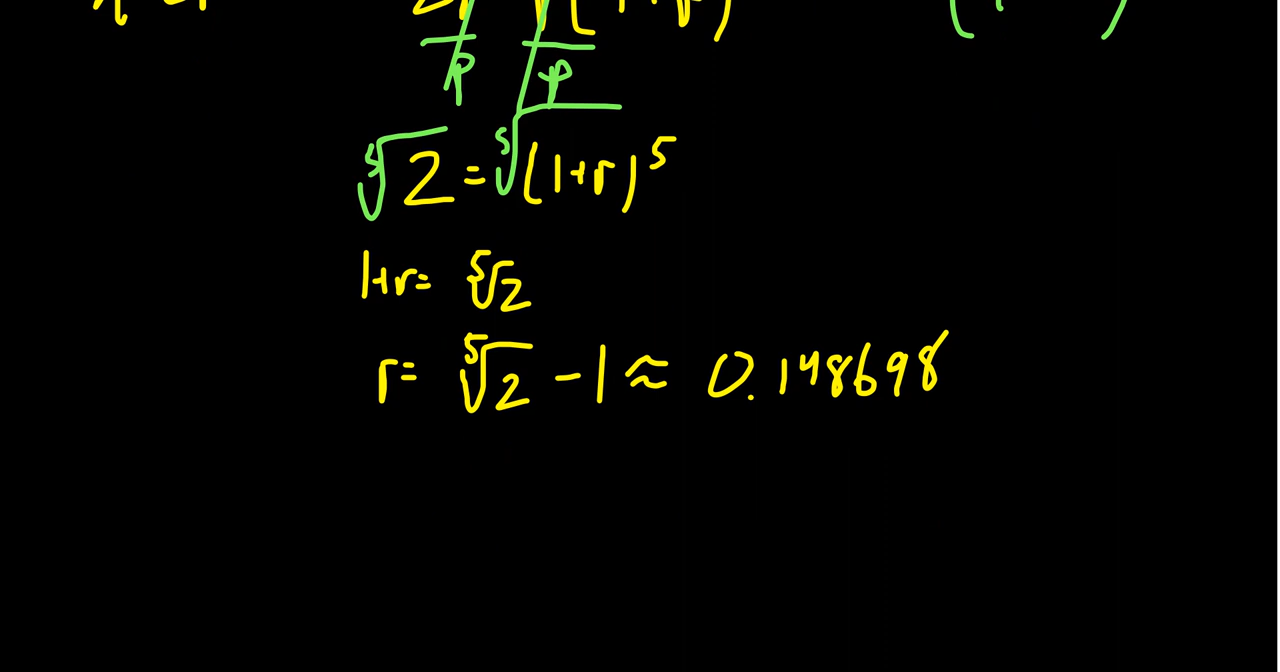 P P
⁵√2 = ⁵√(1+r)⁵
1+r= ⁵√2
r= ⁵√2 - 1 ≈ 0.148698